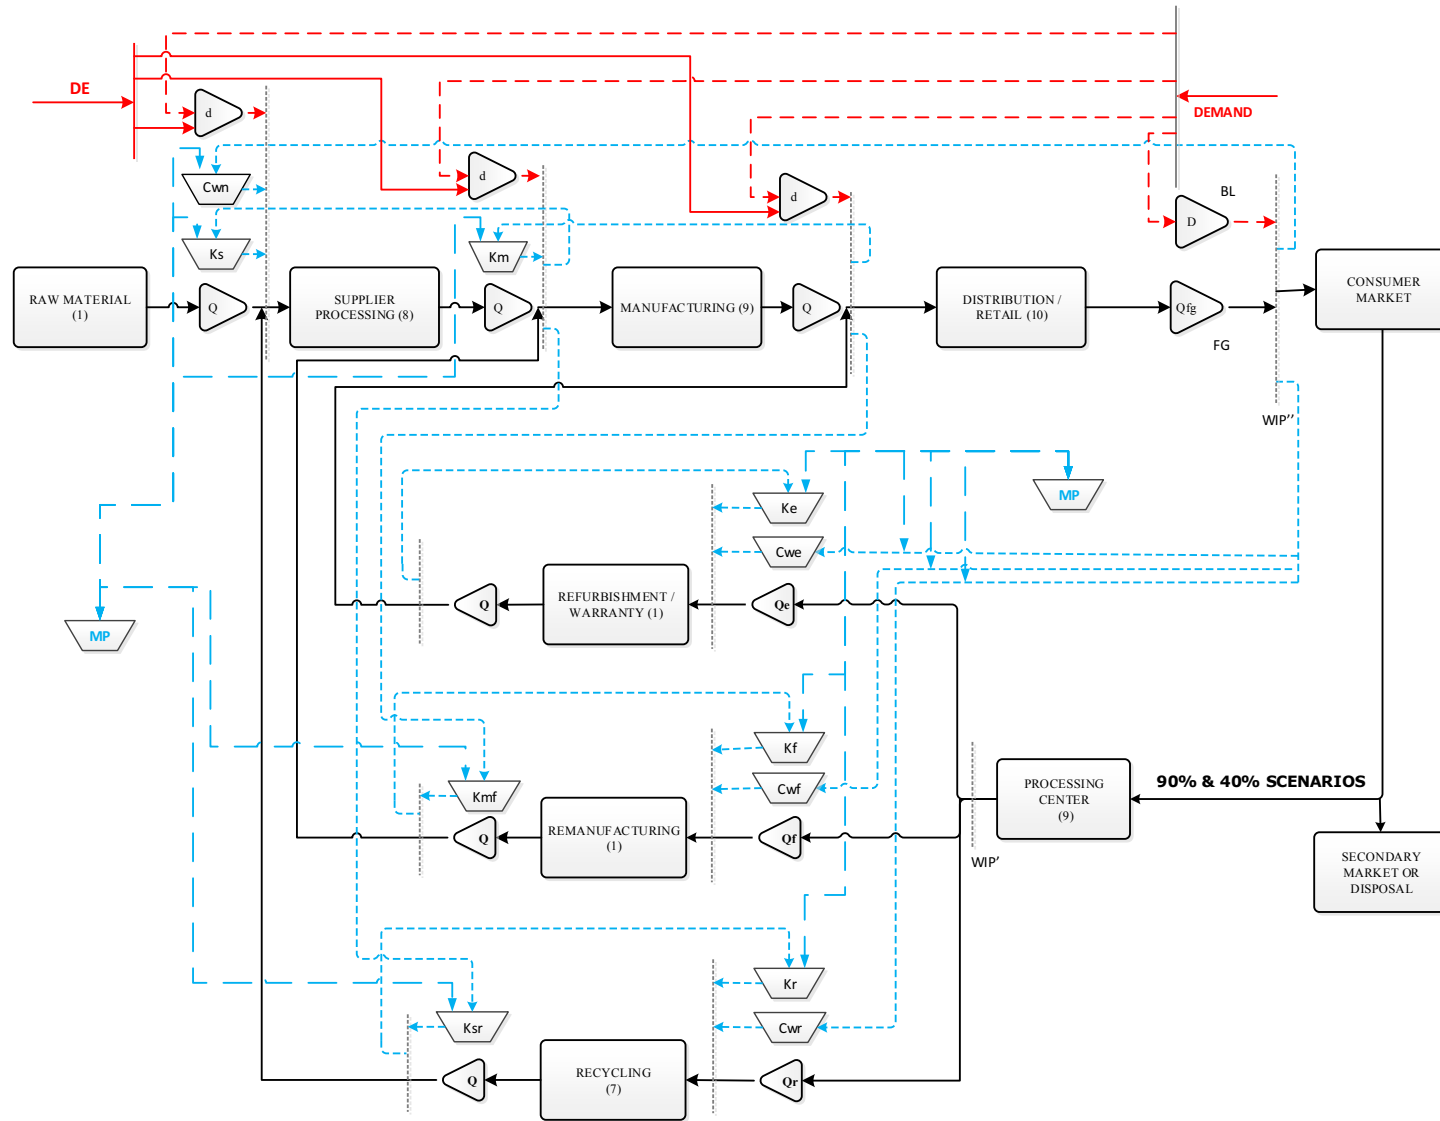 DE
d
DEMAND
d
Cwn
d
BL
D
Ks
Km
RAW MATERIAL
(1)
Q
SUPPLIER
PROCESSING (8)
Q
MANUFACTURING (9)
Q
DISTRIBUTION /
RETAIL (10)
Qfg
FG
CONSUMER
MARKET
WIP’’
Ke
MP
Cwe
Q
REFURBISHMENT /
WARRANTY (1)
Qe
MP
Kf
Cwf
Kmf
Q
REMANUFACTURING
(1)
Qf
WIP’
PROCESSING
CENTER
(9)
90% & 40% SCENARIOS
SECONDARY
MARKET OR
DISPOSAL
Kr
Ksr
Cwr
Q
RECYCLING
(7)
Qr